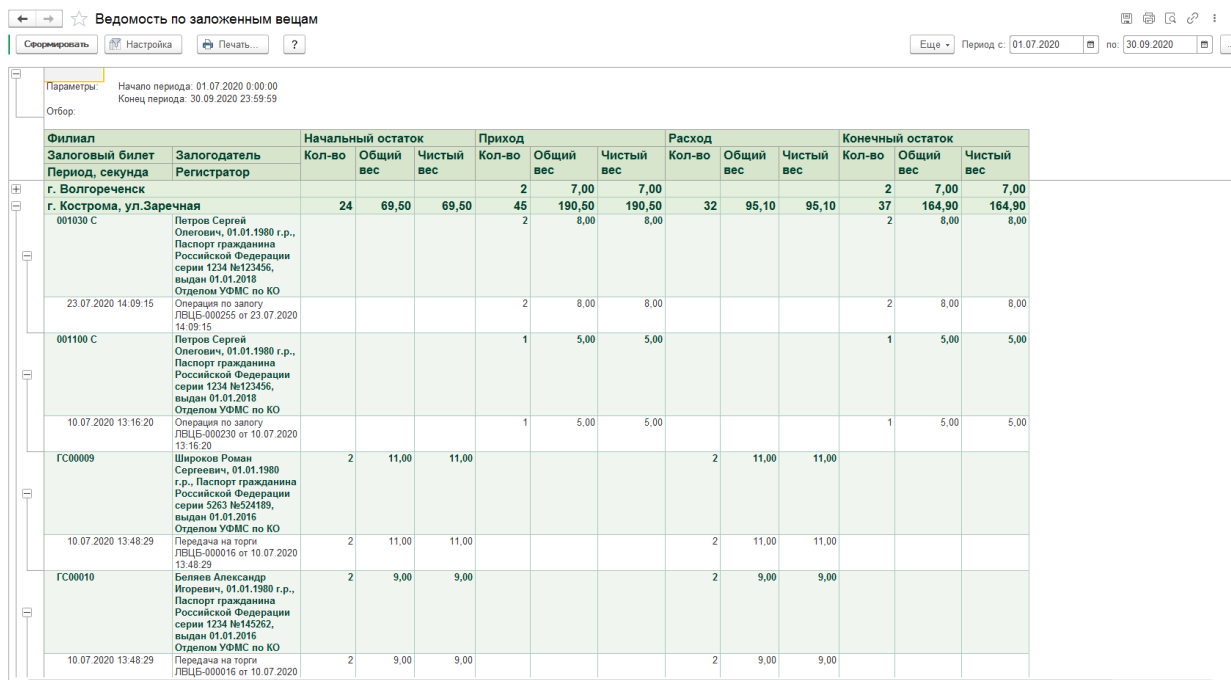 Ведомость по заложенным вещам
Сформировать Настройка Печать... ? Еще Период с: 01.07.2020 по: 30.09.2020
Параметры: Начало периода: 01.07.2020 0:00:00
Конец периода: 30.09.2020 23:59:59
Отбор:
Филиал Начальный остаток Приход Расход Конечный остаток
Залоговый билет Залогодатель Кол-во Общий Чистый Кол-во Общий Чистый Кол-во Общий Чистый Кол-во Общий Чистый
Период, секунда Регистратор вес вес вес вес вес вес вес вес
г. Волгореченск 2 7,00 7,00 2 7,00 7,00
г. Кострома, ул.Заречная 24 69,50 69,50 45 190,50 190,50 32 95,10 95,10 37 164,90 164,90
001030 С Петров Сергей 2 8,00 8,00 2 8,00 8,00
Олегович, 01.01.1980 г.р.,
Паспорт гражданина
Российской Федерации
серии 1234 №123456,
выдан 01.01.2018
Отделом УФМС по КО
23.07.2020 14:09:15 Операция по залогу 2 8,00 8,00 2 8,00 8,00
ЛВЦБ-000255 от 23.07.2020
14:09:15
001100 С Петров Сергей 1 5,00 5,00 1 5,00 5,00
Олегович, 01.01.1980 г.р.,
Паспорт гражданина
Российской Федерации
серии 1234 №123456,
выдан 01.01.2018
Отделом УФМС по КО
10.07.2020 13:16:20 Операция по залогу 1 5,00 5,00 1 5,00 5,00
ЛВЦБ-000230 от 10.07.2020
13:16:20
ГС00009 Широков Роман 2 11,00 11,00 2 11,00 11,00
Сергеевич, 01.01.1980
г.р., Паспорт гражданина
Российской Федерации
серии 5263 №524189,
выдан 01.01.2016
Отделом УФМС по КО
10.07.2020 13:48:29 Передача на торги 2 11,00 11,00 2 11,00 11,00
ЛВЦБ-000016 от 10.07.2020
13:48:29
ГС00010 Беляев Александр 2 9,00 9,00 2 9,00 9,00
Игоревич, 01.01.1980 г.р.,
Паспорт гражданина
Российской Федерации
серии 1234 №145262,
выдан 01.01.2016
Отделом УФМС по КО
10.07.2020 13:48:29 Передача на торги 2 9,00 9,00 2 9,00 9,00
ЛВЦБ-000016 от 10.07.2020